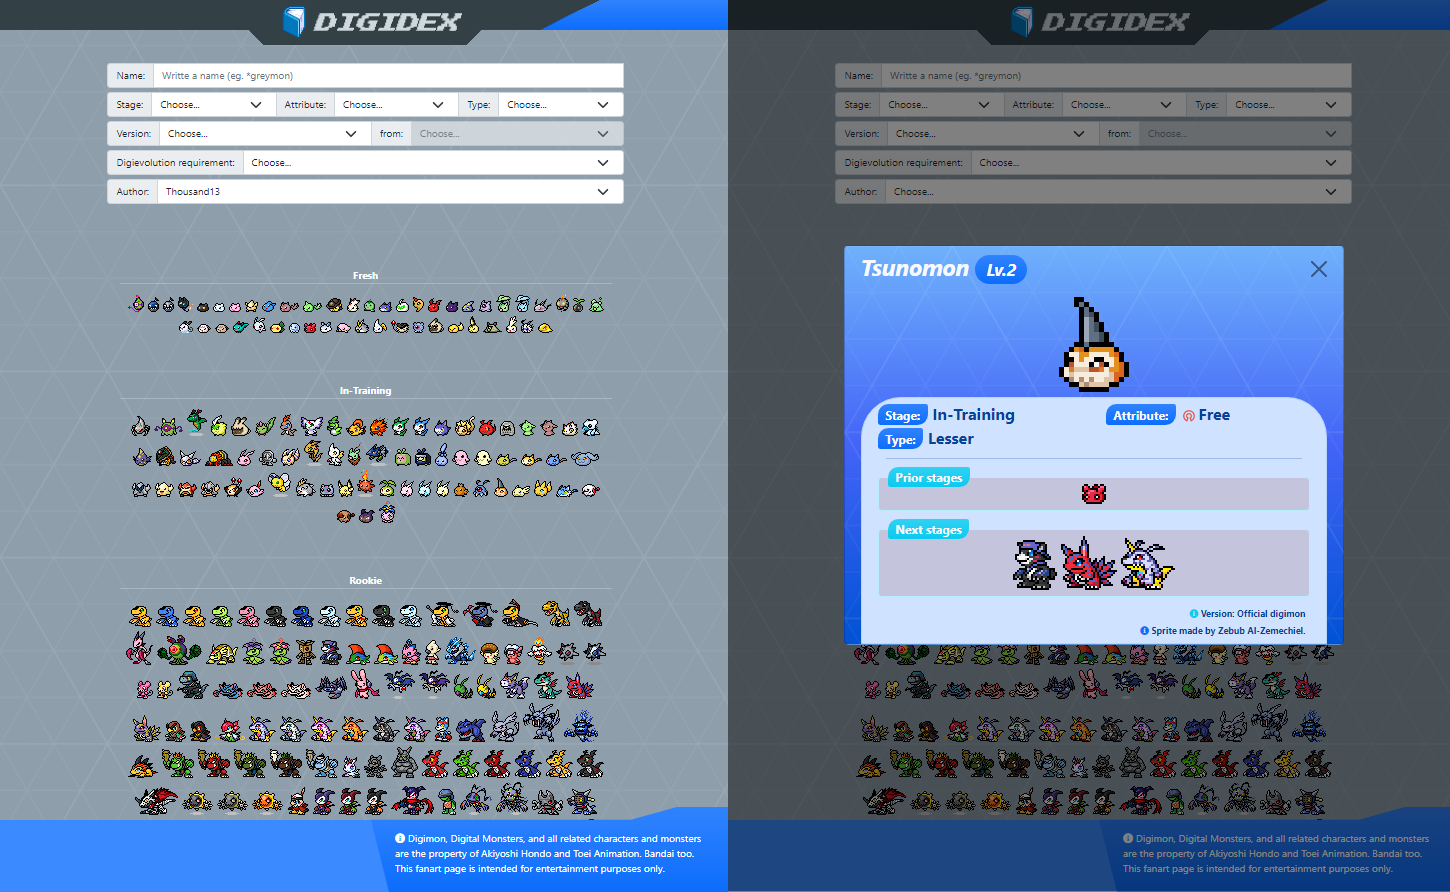 DIGIDEX
Name: Writte a name (eg. *greymon)
Stage: Choose... Attribute: Choose... Type: Choose...
Version: Choose... from: Choose...
Digievolution requirement: Choose...
Author: Thousand13
Fresh
In-Training
Rookie
Digimon, Digital Monsters, and all related characters and monsters
are the property of Akiyoshi Hondo and Toei Animation. Bandai too.
This fanart page is intended for entertainment purposes only.
DIGIDEX
Name: Writte a name (eg. *greymon)
Stage: Choose... Attribute: Choose... Type: Choose...
Version: Choose... from: Choose...
Digievolution requirement: Choose...
Author: Choose...
Tsunomon Lv.2
Stage: In-Training Attribute: Free
Type: Lesser
Prior stages
Next stages
Version: Official digimon
Sprite made by Zebub Al-Zemechiel.
Digimon, Digital Monsters, and all related characters and monsters
are the property of Akiyoshi Hondo and Toei Animation. Bandai too.
This fanart page is intended for entertainment purposes only.